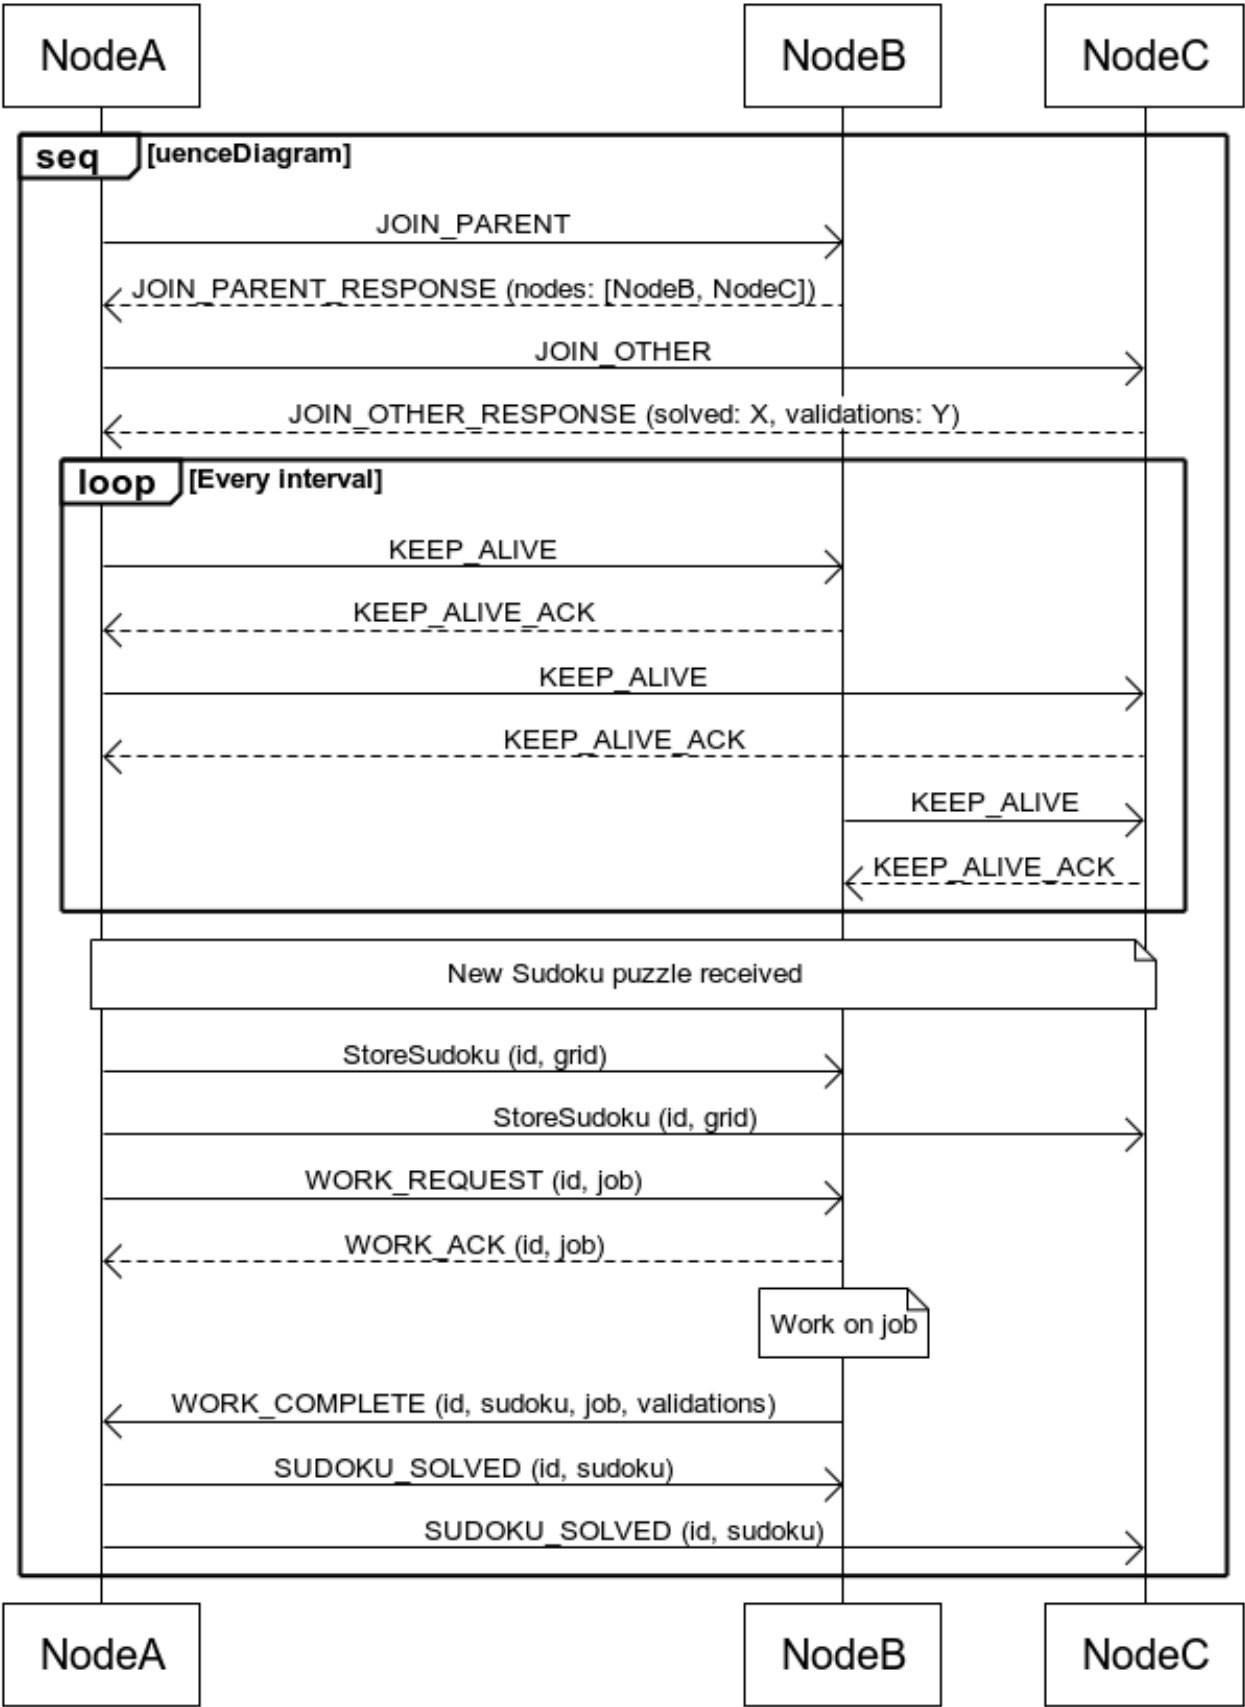 NodeA
NodeB
NodeC
seq [uenceDiagram]
JOIN_PARENT
JOIN_PARENT_RESPONSE (nodes: [NodeB, NodeC])
JOIN_OTHER
JOIN_OTHER_RESPONSE (solved: X, validations: Y)
loop [Every interval]
KEEP_ALIVE
KEEP_ALIVE_ACK
KEEP_ALIVE
KEEP_ALIVE_ACK
KEEP_ALIVE
KEEP_ALIVE_ACK
New Sudoku puzzle received
StoreSudoku (id, grid)
StoreSudoku (id, grid)
WORK_REQUEST (id, job)
WORK_ACK (id, job)
Work on job
WORK_COMPLETE (id, sudoku, job, validations)
SUDOKU_SOLVED (id, sudoku)
SUDOKU_SOLVED (id, sudoku)
NodeA
NodeB
NodeC